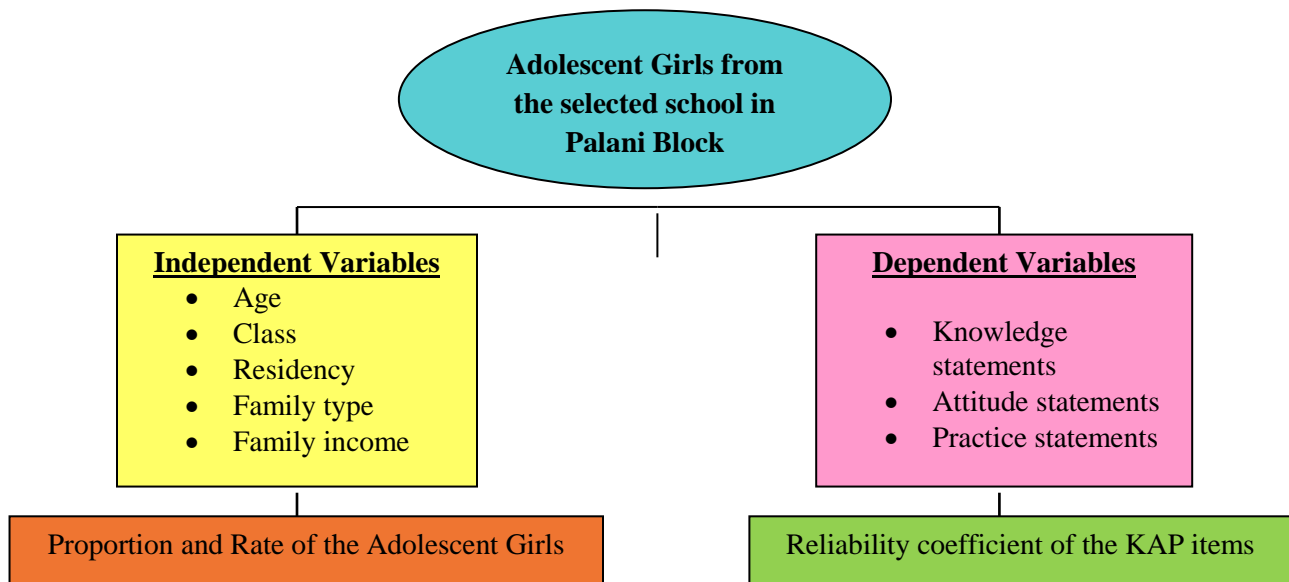 Adolescent Girls from
the selected school in
Palani Block
Independent Variables
• Age
• Class
• Residency
• Family type
• Family income
Dependent Variables
• Knowledge
statements
• Attitude statements
• Practice statements
Proportion and Rate of the Adolescent Girls
Reliability coefficient of the KAP items